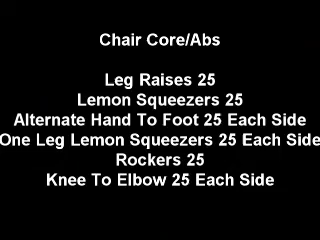 Chair Core/Abs
Leg Raises 25
Lemon Squeezers 25
Alternate Hand To Foot 25 Each Side
One Leg Lemon Squeezers 25 Each Side
Rockers 25
Knee To Elbow 25 Each Side